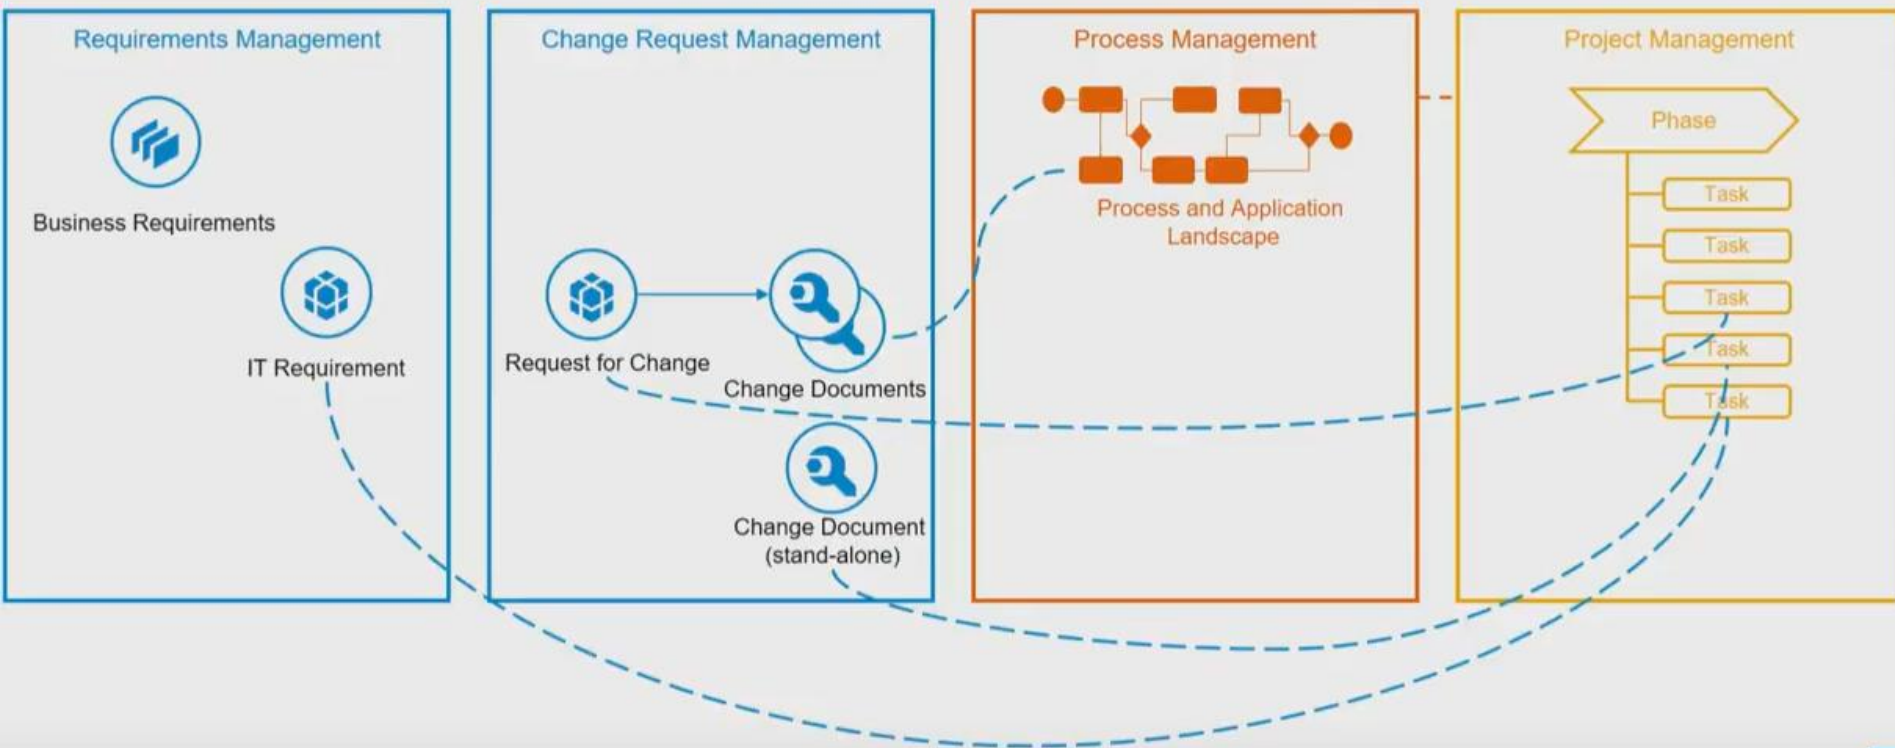 Requirements Management
Business Requirements
IT Requirement
Change Request Management
Request for Change
Change Documents
Change Document
(stand-alone)
Process Management
Process and Application
Landscape
Project Management
Phase
Task
Task
Task
Task
Task